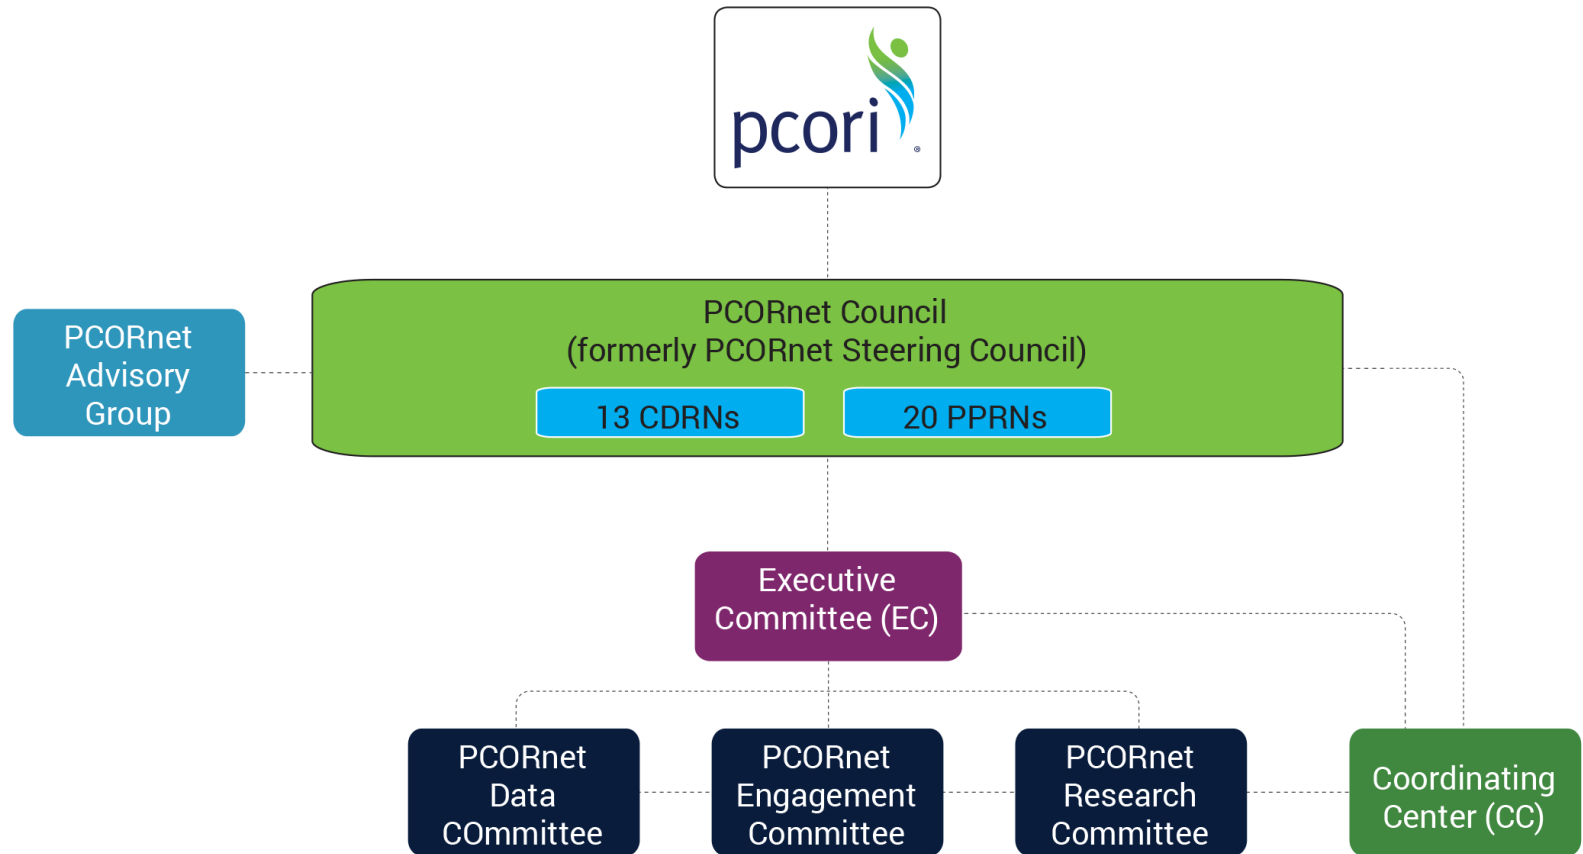 pcori®
PCORnet Council
(formerly PCORnet Steering Council)
13 CDRNs
20 PPRNs
PCORnet
Advisory
Group
Executive
Committee (EC)
PCORnet
Data
COmmittee
PCORnet
Engagement
Committee
PCORnet
Research
Committee
Coordinating
Center (CC)